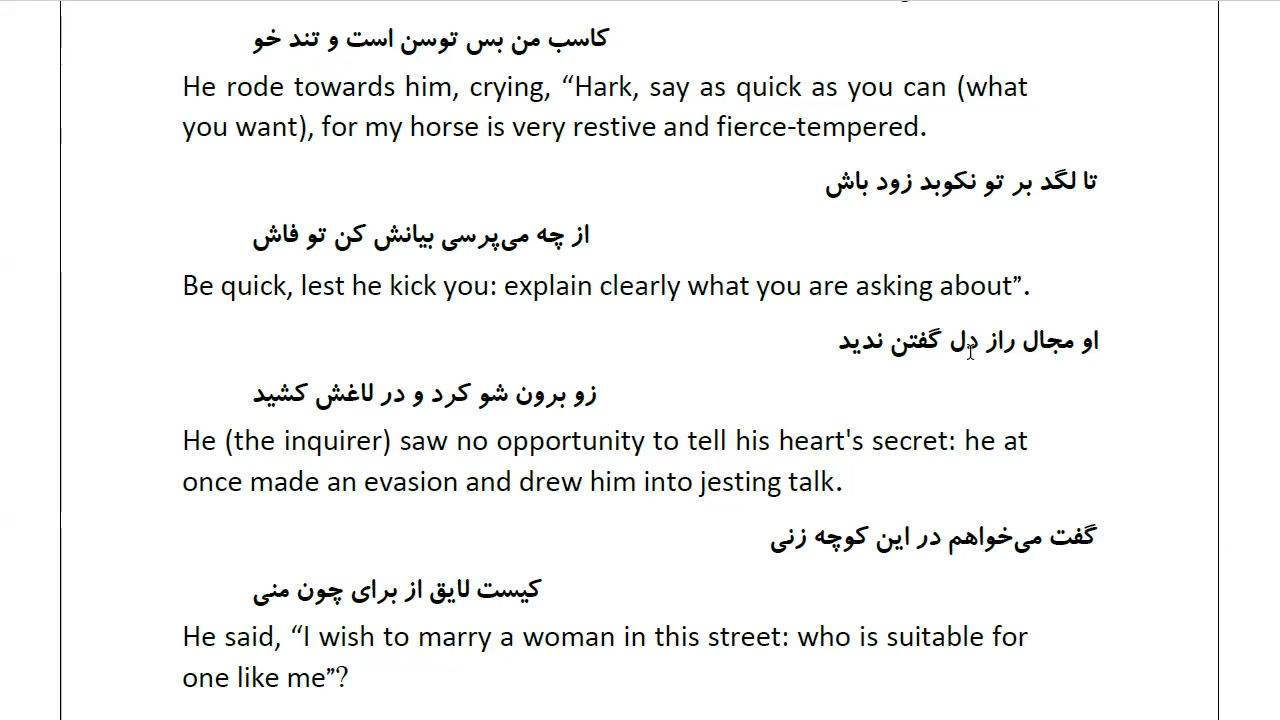 کاسب من بس توسن است و تند خو
He rode towards him, crying, “Hark, say as quick as you can (what
you want), for my horse is very restive and fierce-tempered.
تا لگد بر تو نکوبد زود باش
از چه می‌پرسی بیانش کن تو فاش
Be quick, lest he kick you: explain clearly what you are asking about”.
او مجال راز دل گفتن ندید
زو برون شو کرد و در لاغش کشید
He (the inquirer) saw no opportunity to tell his heart's secret: he at
once made an evasion and drew him into jesting talk.
گفت می‌خواهم در این کوچه زنی
کیست لایق از برای چون منی
He said, “I wish to marry a woman in this street: who is suitable for
one like me”?